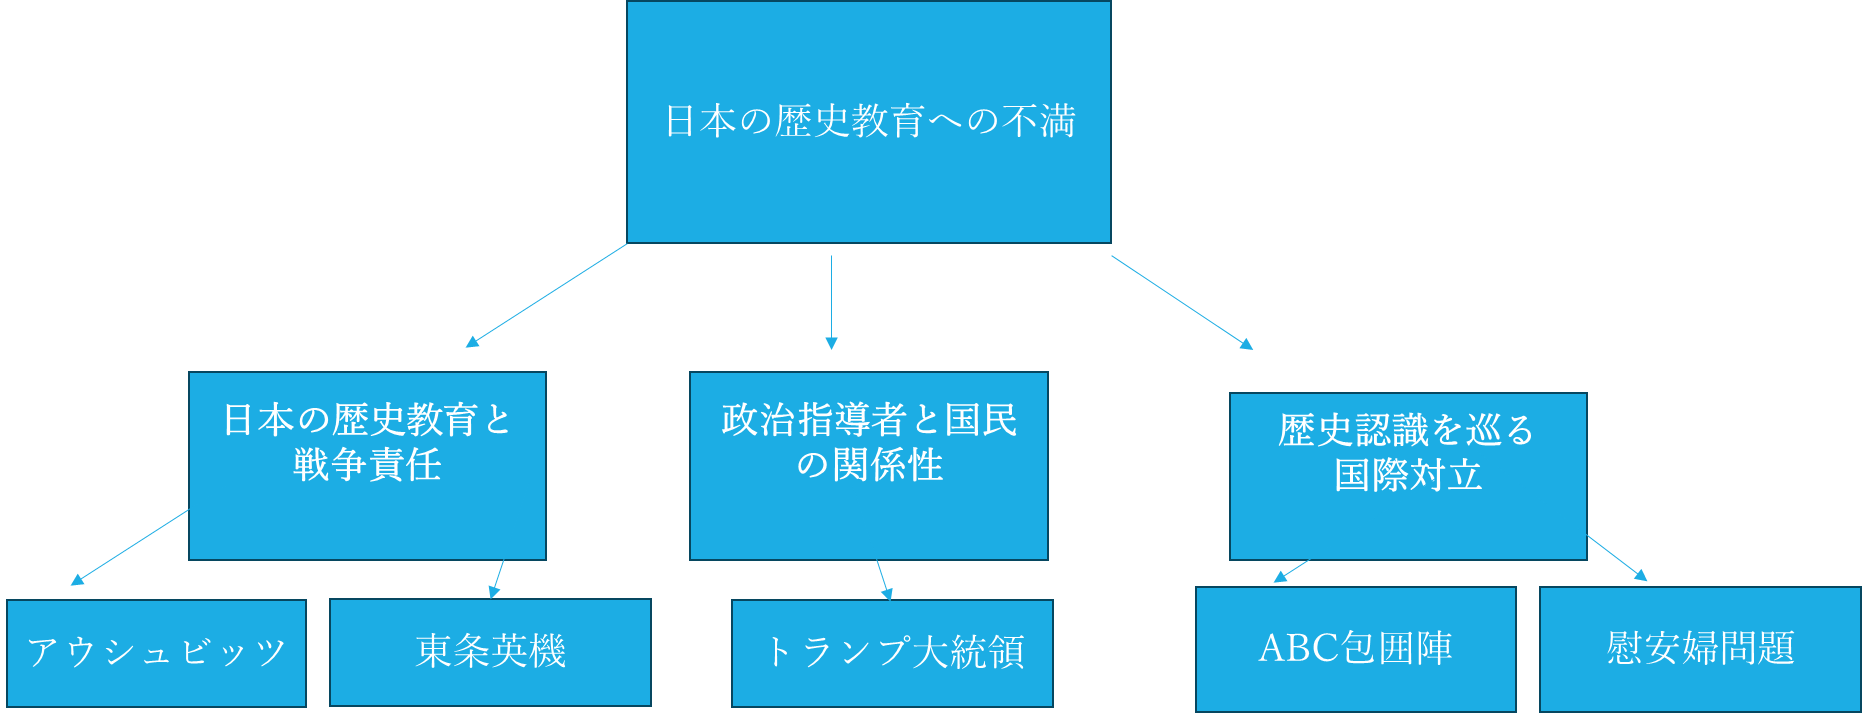 日本の歴史教育への不満
日本の歴史教育と
戦争責任
政治指導者と国民
の関係性
歴史認識を巡る
国際対立
アウシュビッツ
東条英機
トランプ大統領
ABC包囲陣
慰安婦問題